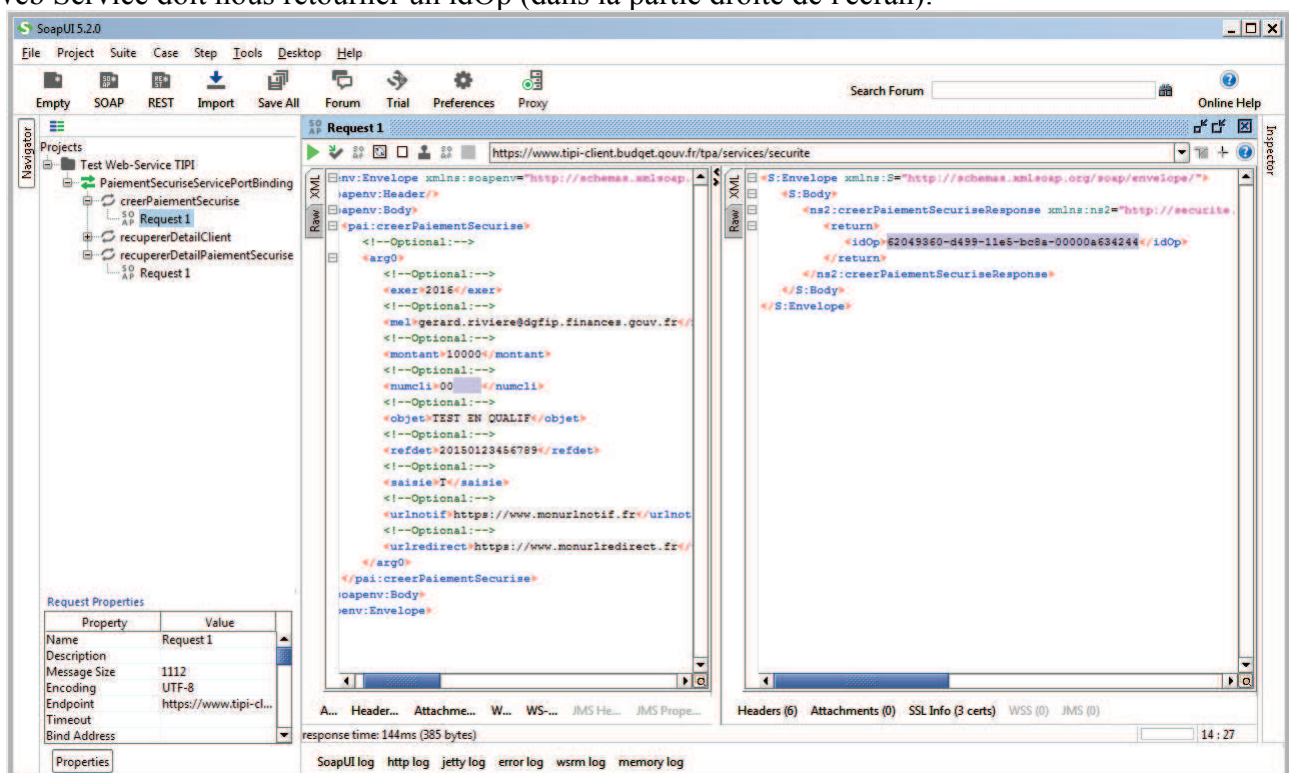 Web Service doit nous retourner un idOp (dans la partie droite de l'écran).
SoapUI 5.2.0
File Project Suite Case Step Tools Desktop Help
Empty SOAP REST Import Save All Forum Trial Preferences Proxy
Search Forum
Online Help
Navigator
Projects
Test Web-Service TIPI
PaiementSecuriseServicePortBinding
creerPaiementSecurise
Request 1
recupererDetailClient
recupererDetailPaiementSecurise
Request 1
Request Properties
Property Value
Name Request 1
Description
Message Size 1112
Encoding UTF-8
Endpoint https://www.tipi-cl...
Timeout
Bind Address
Properties
Request 1
https://www.tipi-client.budget.gouv.fr/tpa/services/securite
XML
Raw
env:Envelope xmlns:soapenv="http://schemas.xmlsoap.
apenv:Header/>
apenv:Body>
<pai:creerPaiementSecurise>
<!--Optional:-->
<arg0>
<!--Optional:-->
<exer>2016</exer>
<!--Optional:-->
<mel>gerard.riviere@dgfip.finances.gouv.fr</
<!--Optional:-->
<montant>10000</montant>
<!--Optional:-->
<numcli>00 </numcli>
<!--Optional:-->
<objet>TEST EN QUALIF</objet>
<!--Optional:-->
<refdet>20150123456789</refdet>
<!--Optional:-->
<saisie>T</saisie>
<!--Optional:-->
<urlnotif>https://www.monurlnotif.fr</urlnot
<!--Optional:-->
<urlredirect>https://www.monurlredirect.fr</
</arg0>
</pai:creerPaiementSecurise>
oapenv:Body>
penv:Envelope>
A... Header... Attachme... W... WS-... JMS He... JMS Prope...
XML
Raw
<S:Envelope xmlns:S="http://schemas.xmlsoap.org/soap/envelope/">
<S:Body>
<ns2:creerPaiementSecuriseResponse xmlns:ns2="http://securite.
<return>
<idOp>62049360-d499-11e5-bc8a-00000a634244</idOp>
</return>
</ns2:creerPaiementSecuriseResponse>
</S:Body>
</S:Envelope>
Headers (6) Attachments (0) SSL Info (3 certs) WSS (0) JMS (0)
Inspector
response time: 144ms (385 bytes)
14 : 27
SoapUI log http log jetty log error log wsrm log memory log